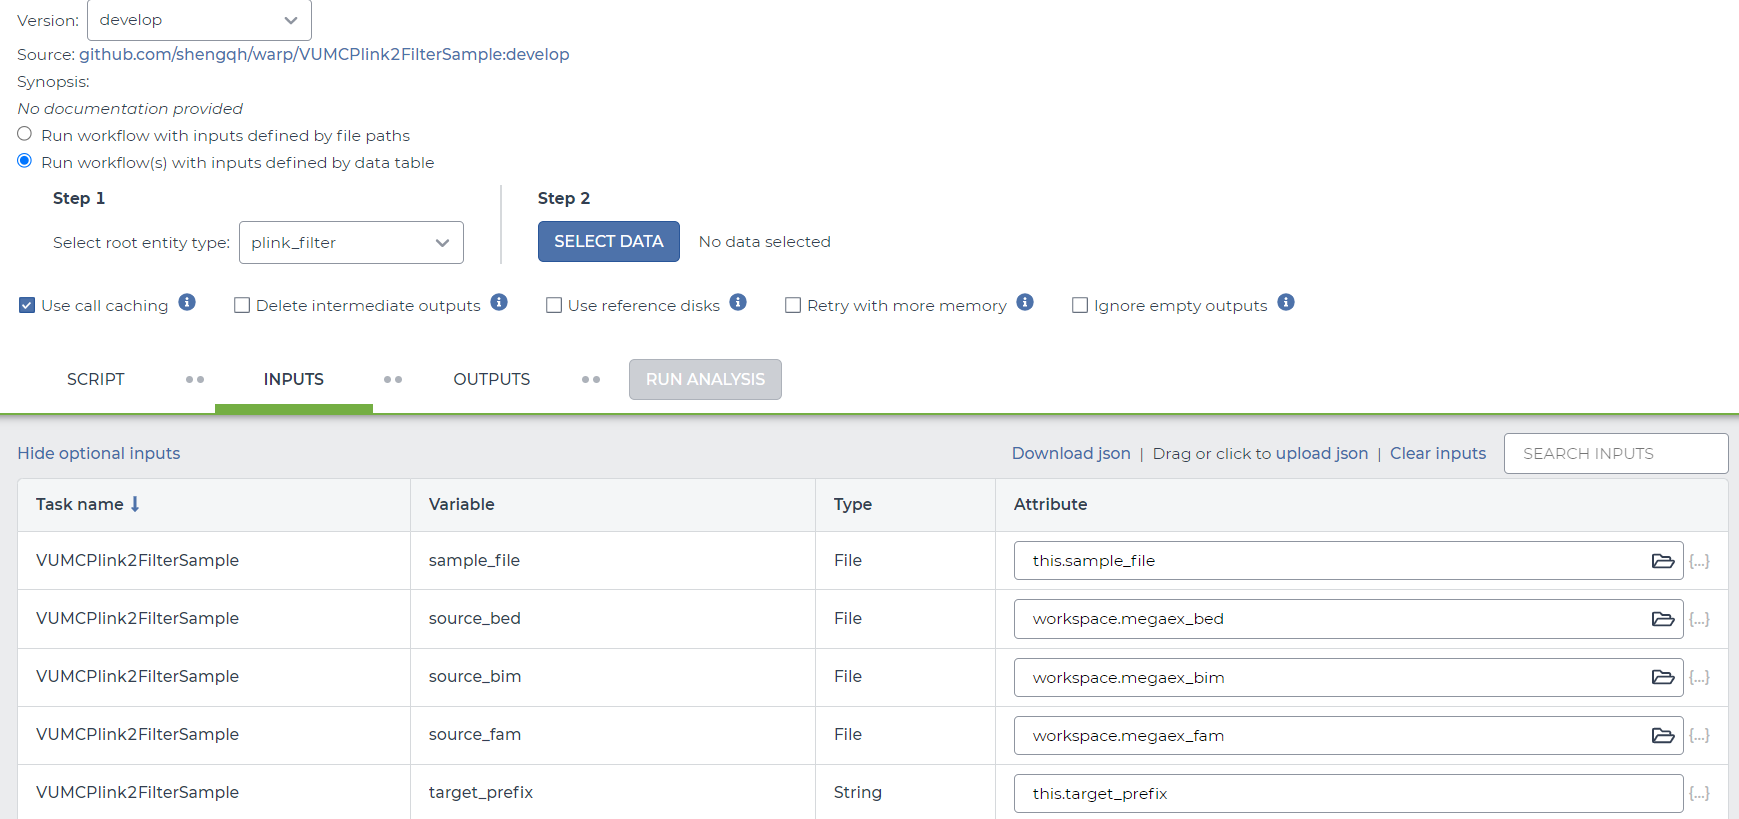 Version: develop
Source: github.com/shengqh/warp/VUMCPlink2FilterSample:develop
Synopsis:
No documentation provided
Run workflow with inputs defined by file paths
Run workflow(s) with inputs defined by data table
Step 1
Select root entity type: plink_filter
Step 2
SELECT DATA No data selected
Use call caching Delete intermediate outputs Use reference disks Retry with more memory Ignore empty outputs
SCRIPT INPUTS OUTPUTS RUN ANALYSIS
Hide optional inputs Download json | Drag or click to upload json | Clear inputs SEARCH INPUTS
Task name Variable Type Attribute
VUMCPlink2FilterSample sample_file File this.sample_file {...}
VUMCPlink2FilterSample source_bed File workspace.megaex_bed {...}
VUMCPlink2FilterSample source_bim File workspace.megaex_bim {...}
VUMCPlink2FilterSample source_fam File workspace.megaex_fam {...}
VUMCPlink2FilterSample target_prefix String this.target_prefix {...}